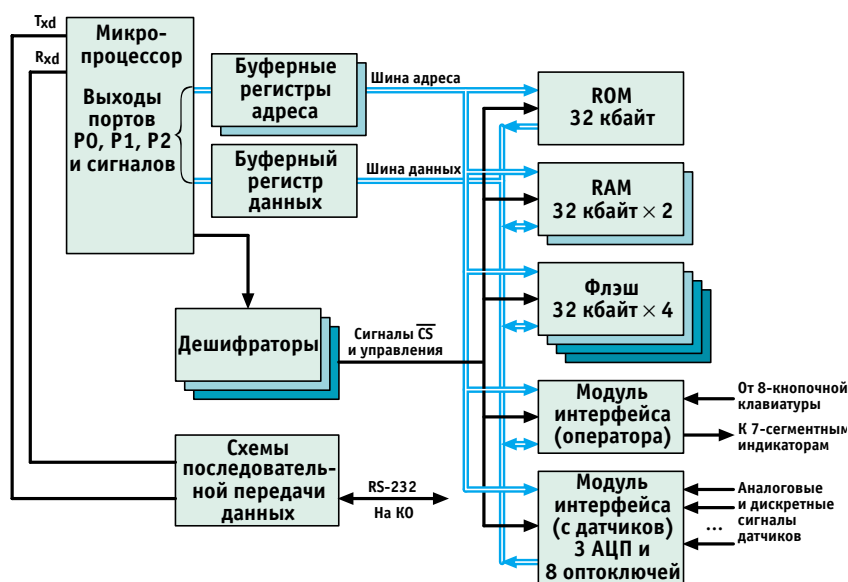 Txd
Rxd
Микро-
процессор
Выходы
портов
P0, P1, P2
и сигналов
Буферные
регистры
адреса
Шина адреса
Буферный
регистр
данных
Шина данных
ROM
32 кбайт
RAM
32 кбайт × 2
Флэш
32 кбайт × 4
Дешифраторы
Сигналы CS
и управления
Модуль
интерфейса
(оператора)
От 8-кнопочной
клавиатуры
К 7-сегментным
индикаторам
Схемы
последователь-
ной передачи
данных
RS-232
На КО
Модуль
интерфейса
(с датчиков)
3 АЦП и
8 оптоключей
Аналоговые
и дискретные
сигналы
... датчиков